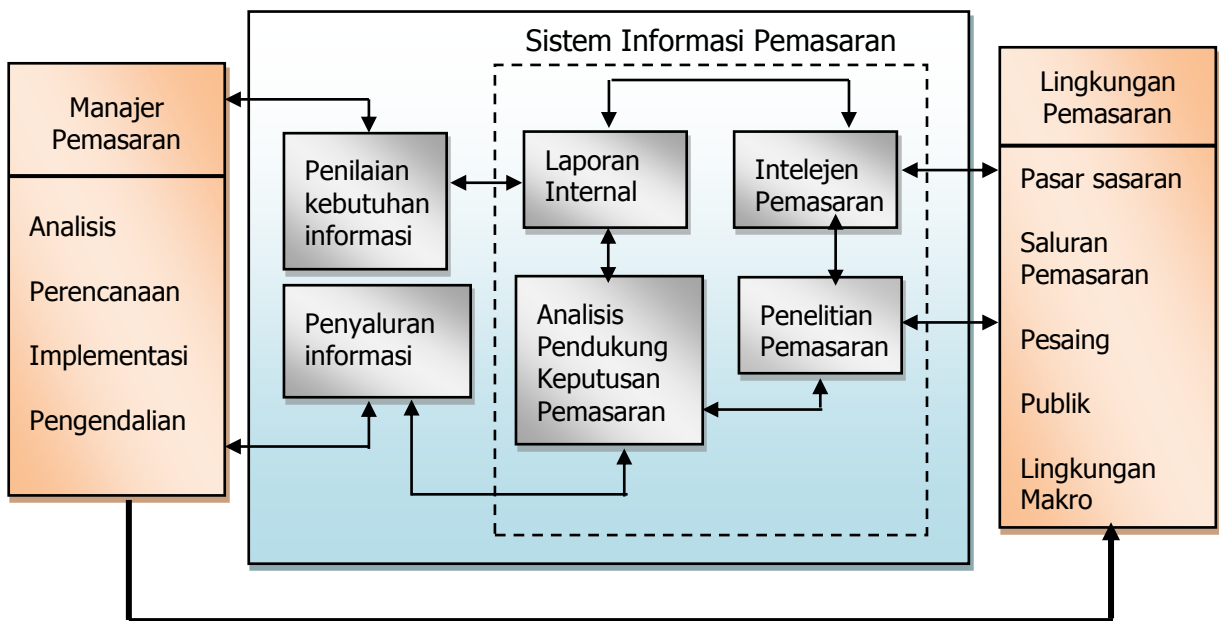 Sistem Informasi Pemasaran
Manajer
Pemasaran
Analisis
Perencanaan
Implementasi
Pengendalian
Penilaian
kebutuhan
informasi
Penyaluran
informasi
Laporan
Internal
Intelejen
Pemasaran
Analisis
Pendukung
Keputusan
Pemasaran
Penelitian
Pemasaran
Lingkungan
Pemasaran
Pasar sasaran
Saluran
Pemasaran
Pesaing
Publik
Lingkungan
Makro